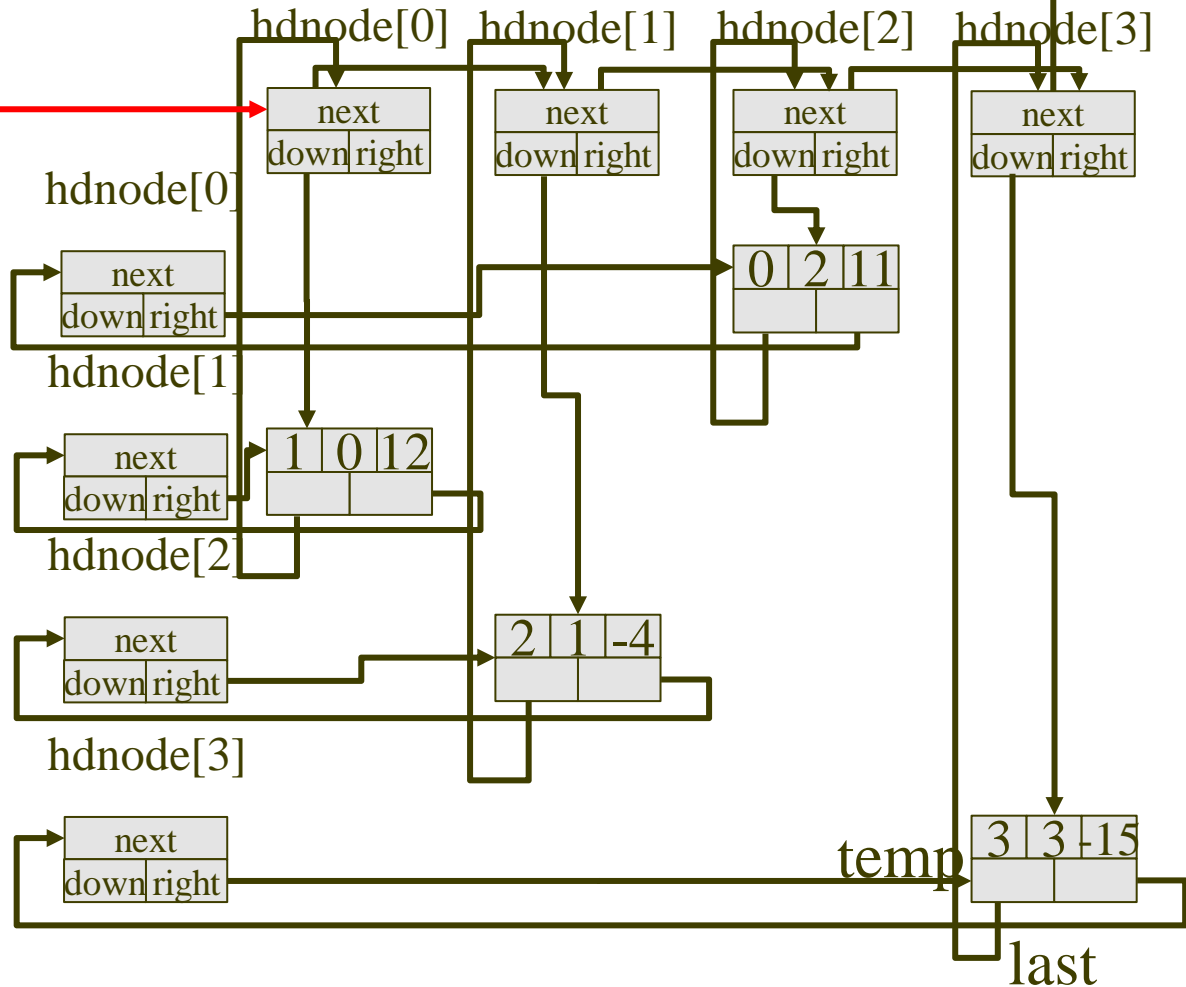 hdnode[0] hdnode[1] hdnode[2] hdnode[3]
next next next next
down right down right down right down right
hdnode[0]
next 0 2 11
down right
hdnode[1]
next 1 0 12
down right
hdnode[2]
next 2 1 -4
down right
hdnode[3]
next 3 3 -15
down right temp
last